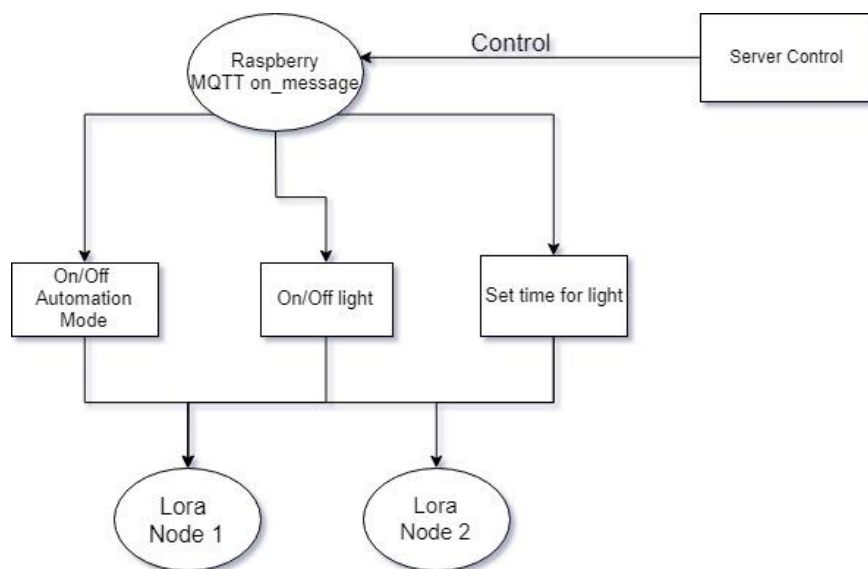 Raspberry
MQTT on_message
Control
Server Control
On/Off
Automation
Mode
On/Off light
Set time for light
Lora
Node 1
Lora
Node 2